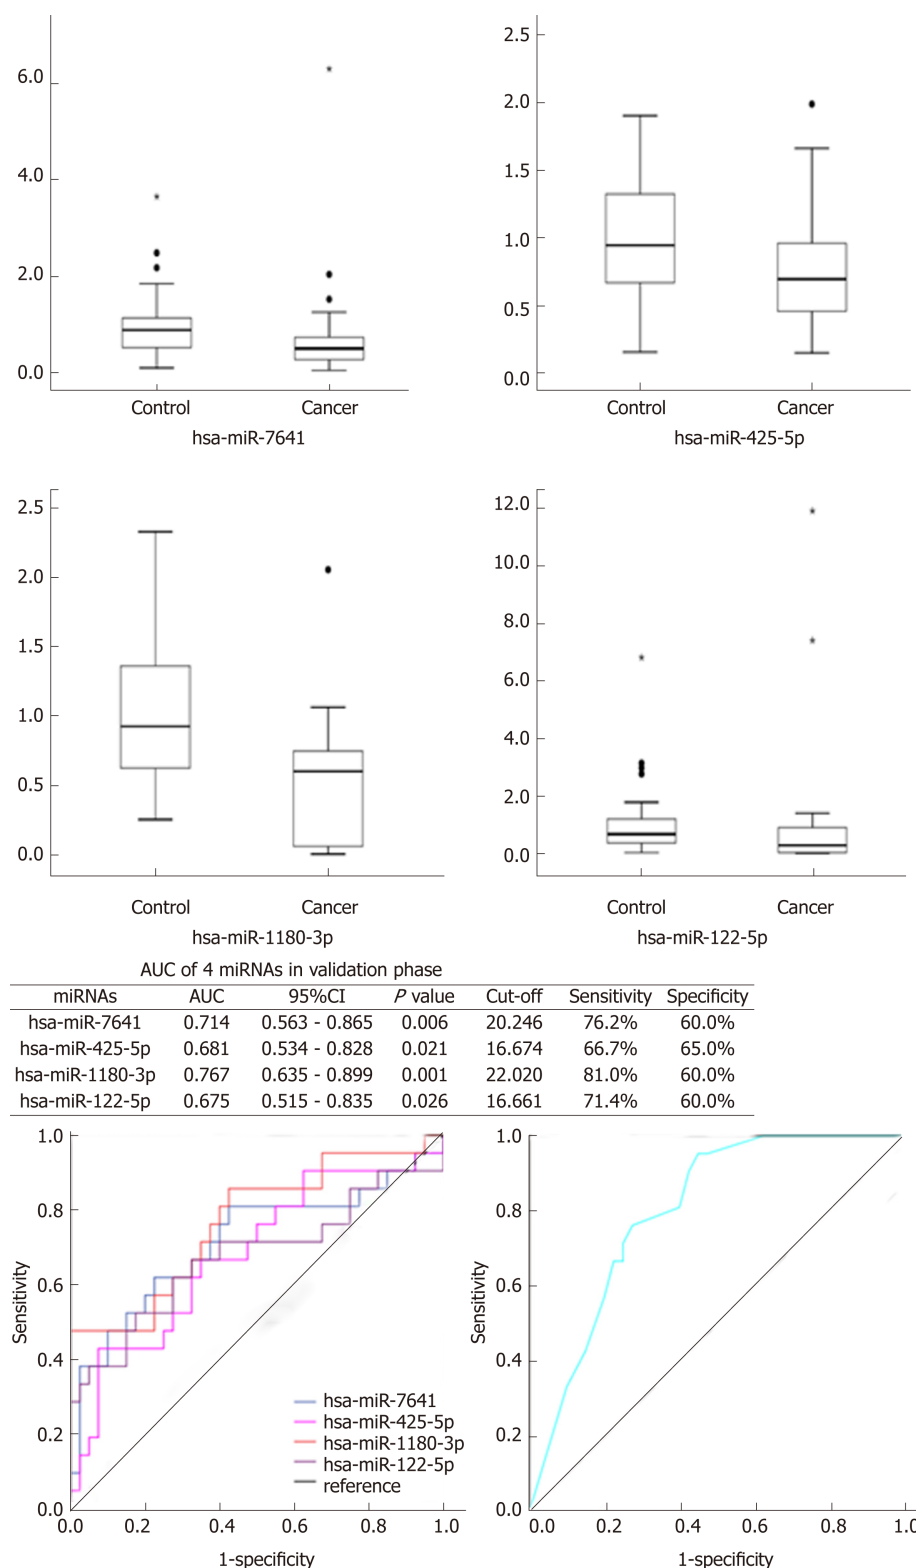 6.0
4.0
2.0
0.0
Control Cancer
hsa-miR-7641
2.5
2.0
1.5
1.0
0.5
0.0
Control Cancer
hsa-miR-425-5p
2.5
2.0
1.5
1.0
0.5
0.0
Control Cancer
hsa-miR-1180-3p
12.0
10.0
8.0
6.0
4.0
2.0
0.0
Control Cancer
hsa-miR-122-5p
AUC of 4 miRNAs in validation phase
miRNAs AUC 95%CI P value Cut-off Sensitivity Specificity
hsa-miR-7641 0.714 0.563 - 0.865 0.006 20.246 76.2% 60.0%
hsa-miR-425-5p 0.681 0.534 - 0.828 0.021 16.674 66.7% 65.0%
hsa-miR-1180-3p 0.767 0.635 - 0.899 0.001 22.020 81.0% 60.0%
hsa-miR-122-5p 0.675 0.515 - 0.835 0.026 16.661 71.4% 60.0%
1.0
0.8
0.6
0.4
0.2
0.0
Sensitivity
hsa-miR-7641
hsa-miR-425-5p
hsa-miR-1180-3p
hsa-miR-122-5p
reference
0.0 0.2 0.4 0.6 0.8 1.0
1-specificity
1.0
0.8
0.6
0.4
0.2
0.0
Sensitivity
0.0 0.2 0.4 0.6 0.8 1.0
1-specificity